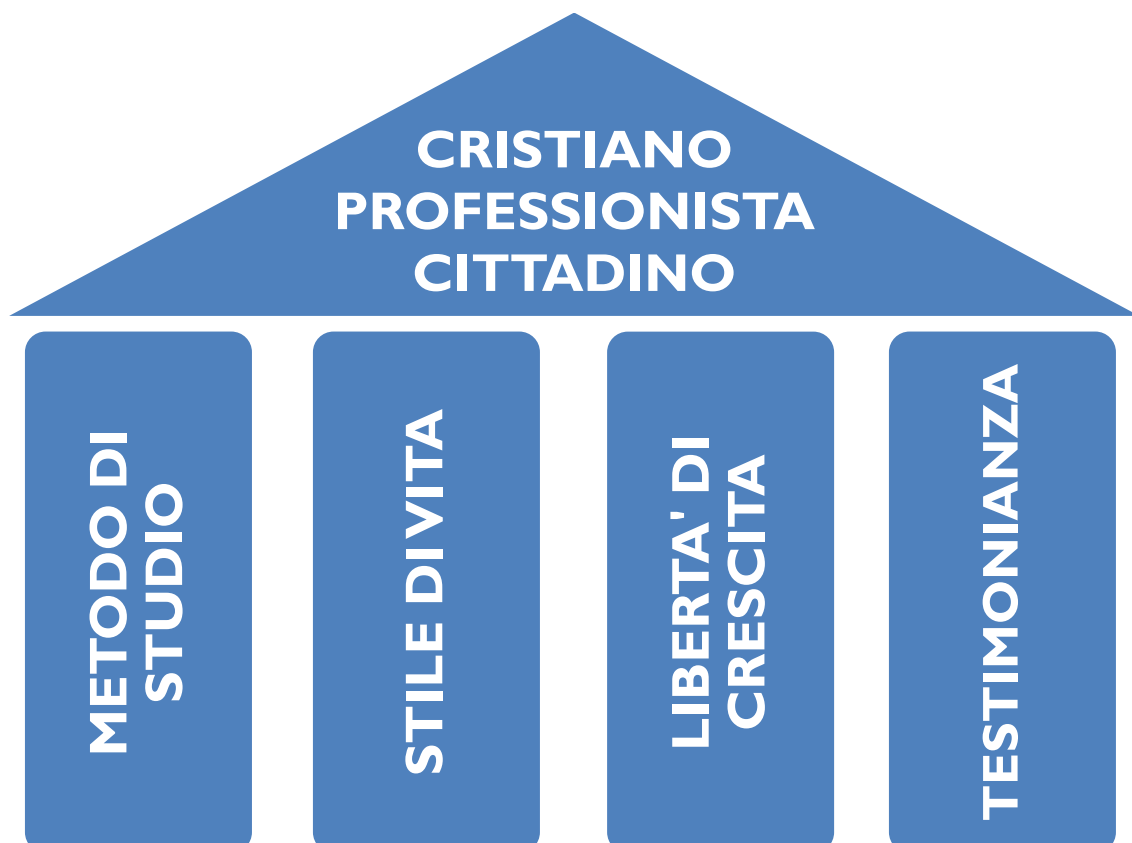 CRISTIANO
PROFESSIONISTA
CITTADINO
METODO DI
STUDIO
STILE DI VITA
LIBERTA' DI
CRESCITA
TESTIMONIANZA